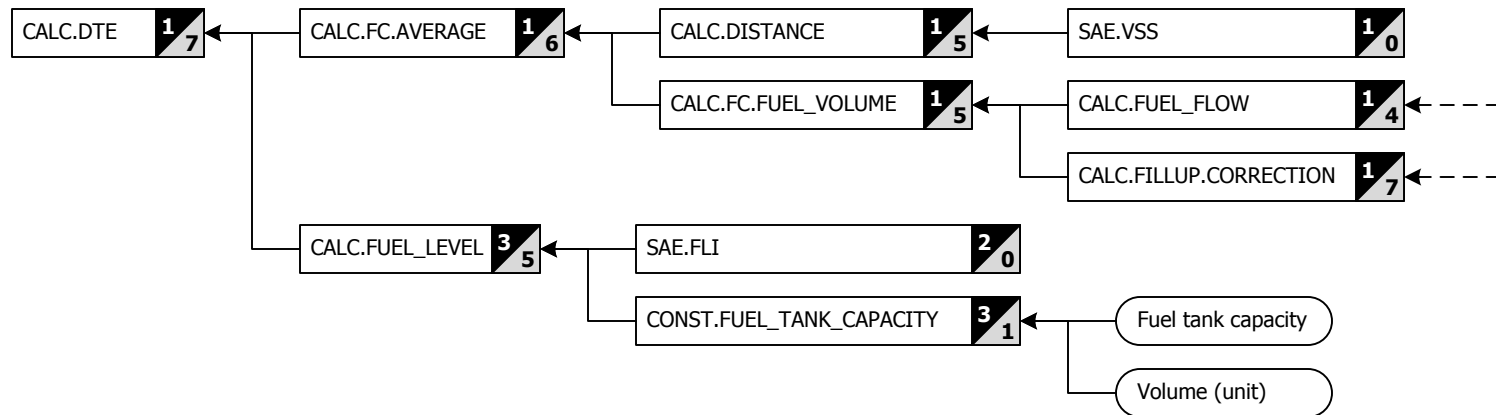 CALC.DTE 1 7
CALC.FC.AVERAGE 1 6
CALC.DISTANCE 1 5
SAE.VSS 1 0
CALC.FC.FUEL_VOLUME 1 5
CALC.FUEL_FLOW 1 4
CALC.FILLUP.CORRECTION 1 7
CALC.FUEL_LEVEL 3 5
SAE.FLI 2 0
CONST.FUEL_TANK_CAPACITY 3 1
Fuel tank capacity
Volume (unit)